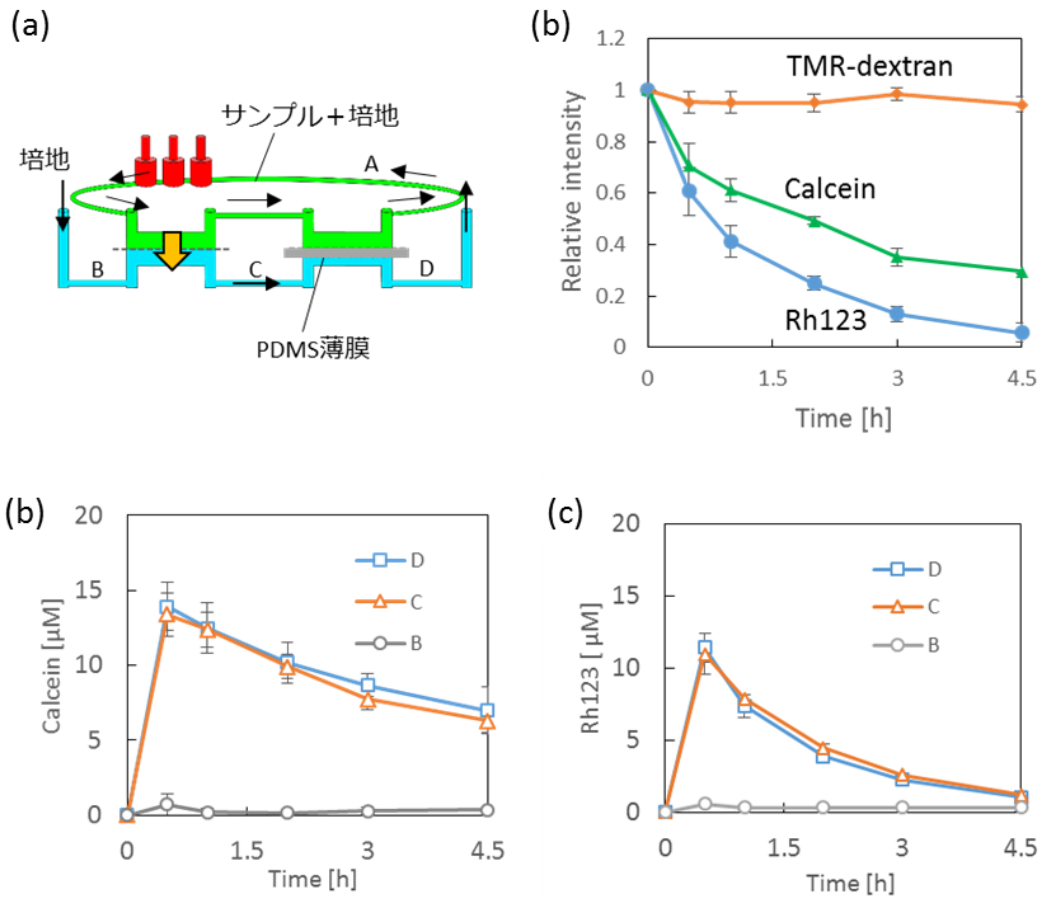 (a)
サンプル＋培地
培地
A
B
C
D
PDMS薄膜
(b)
1.2
1
0.8
0.6
0.4
0.2
0
Relative intensity
TMR-dextran
Calcein
Rh123
0
1.5
3
4.5
Time [h]
(b)
20
15
10
5
0
Calcein [μM]
D
C
B
0
1.5
3
4.5
Time [h]
(c)
20
15
10
5
0
Rh123 [ μM]
D
C
B
0
1.5
3
4.5
Time [h]